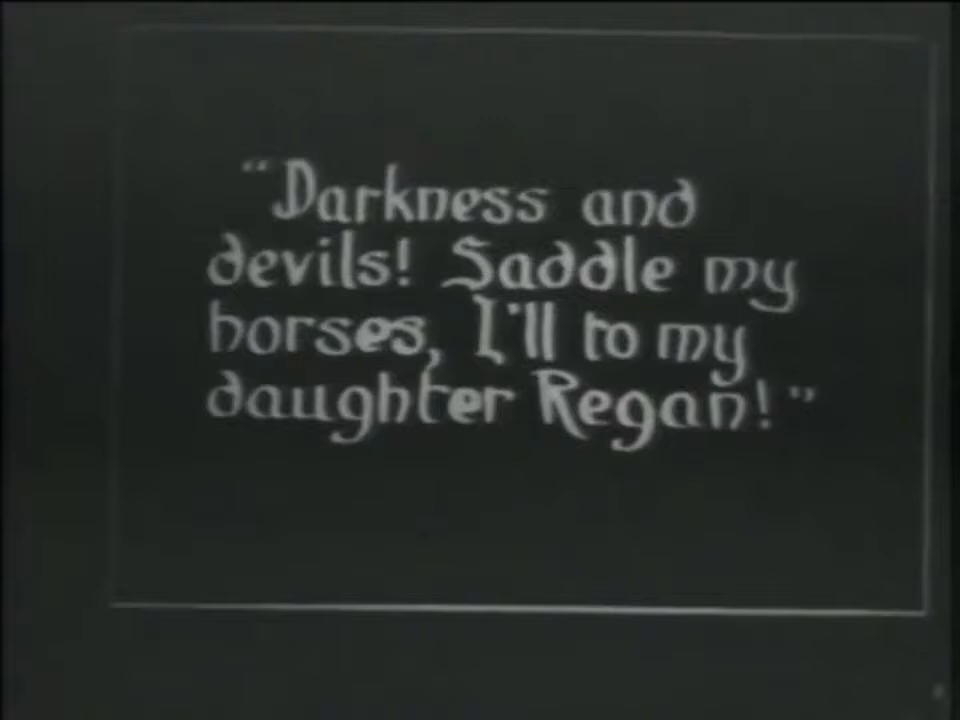 “Darkness and
devils! Saddle my
horses, I'll to my
daughter Regan!”